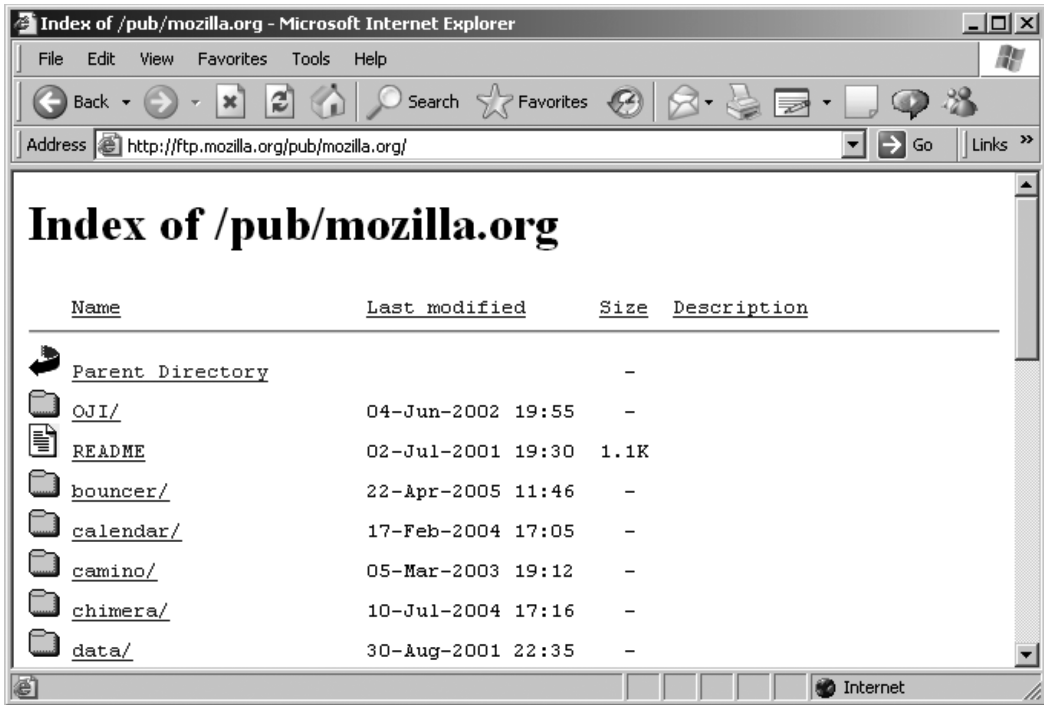 Index of /pub/mozilla.org - Microsoft Internet Explorer
File Edit View Favorites Tools Help
Back Search Favorites
Address http://ftp.mozilla.org/pub/mozilla.org/ Go Links »
Index of /pub/mozilla.org
Name Last modified Size Description
Parent Directory -
OJI/ 04-Jun-2002 19:55 -
README 02-Jul-2001 19:30 1.1K
bouncer/ 22-Apr-2005 11:46 -
calendar/ 17-Feb-2004 17:05 -
camino/ 05-Mar-2003 19:12 -
chimera/ 10-Jul-2004 17:16 -
data/ 30-Aug-2001 22:35 -
Internet